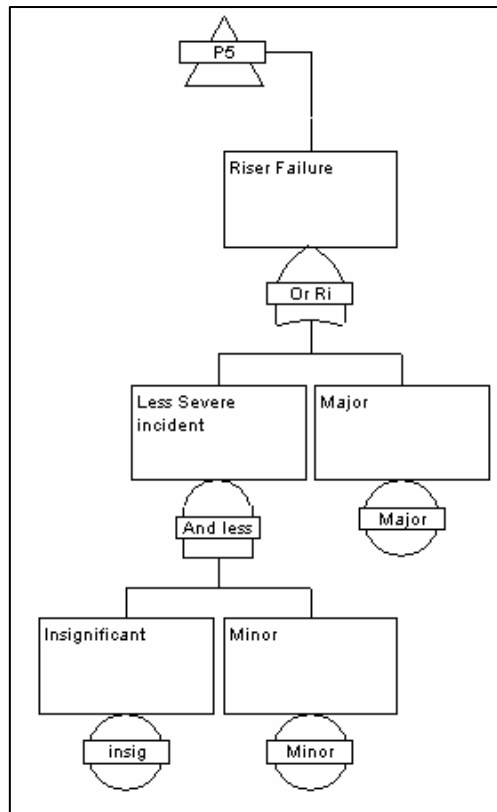 P5
Riser Failure
Or Ri
Less Severe
incident
Major
And less
Major
Insignificant
Minor
insig
Minor